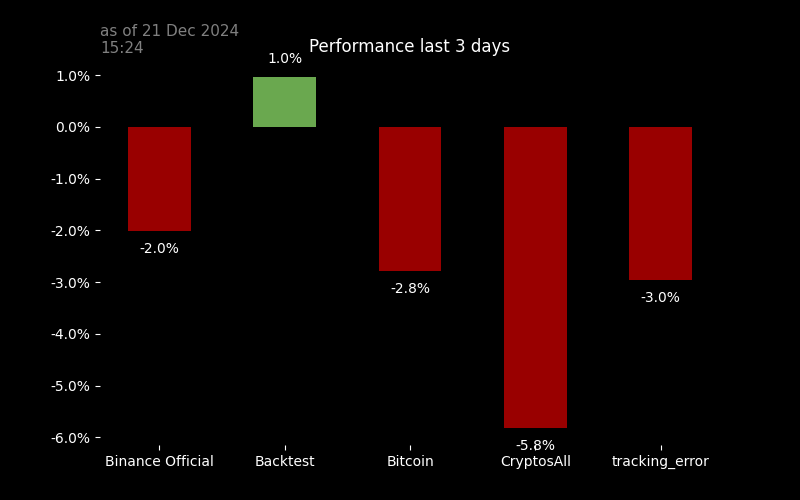 as of 21 Dec 2024
15:24
Performance last 3 days
1.0%
1.0%
0.0%
-1.0%
-2.0%
-2.0%
-3.0%
-2.8%
-3.0%
-4.0%
-5.0%
-6.0%
-5.8%
Binance Official
Backtest
Bitcoin
CryptosAll
tracking_error